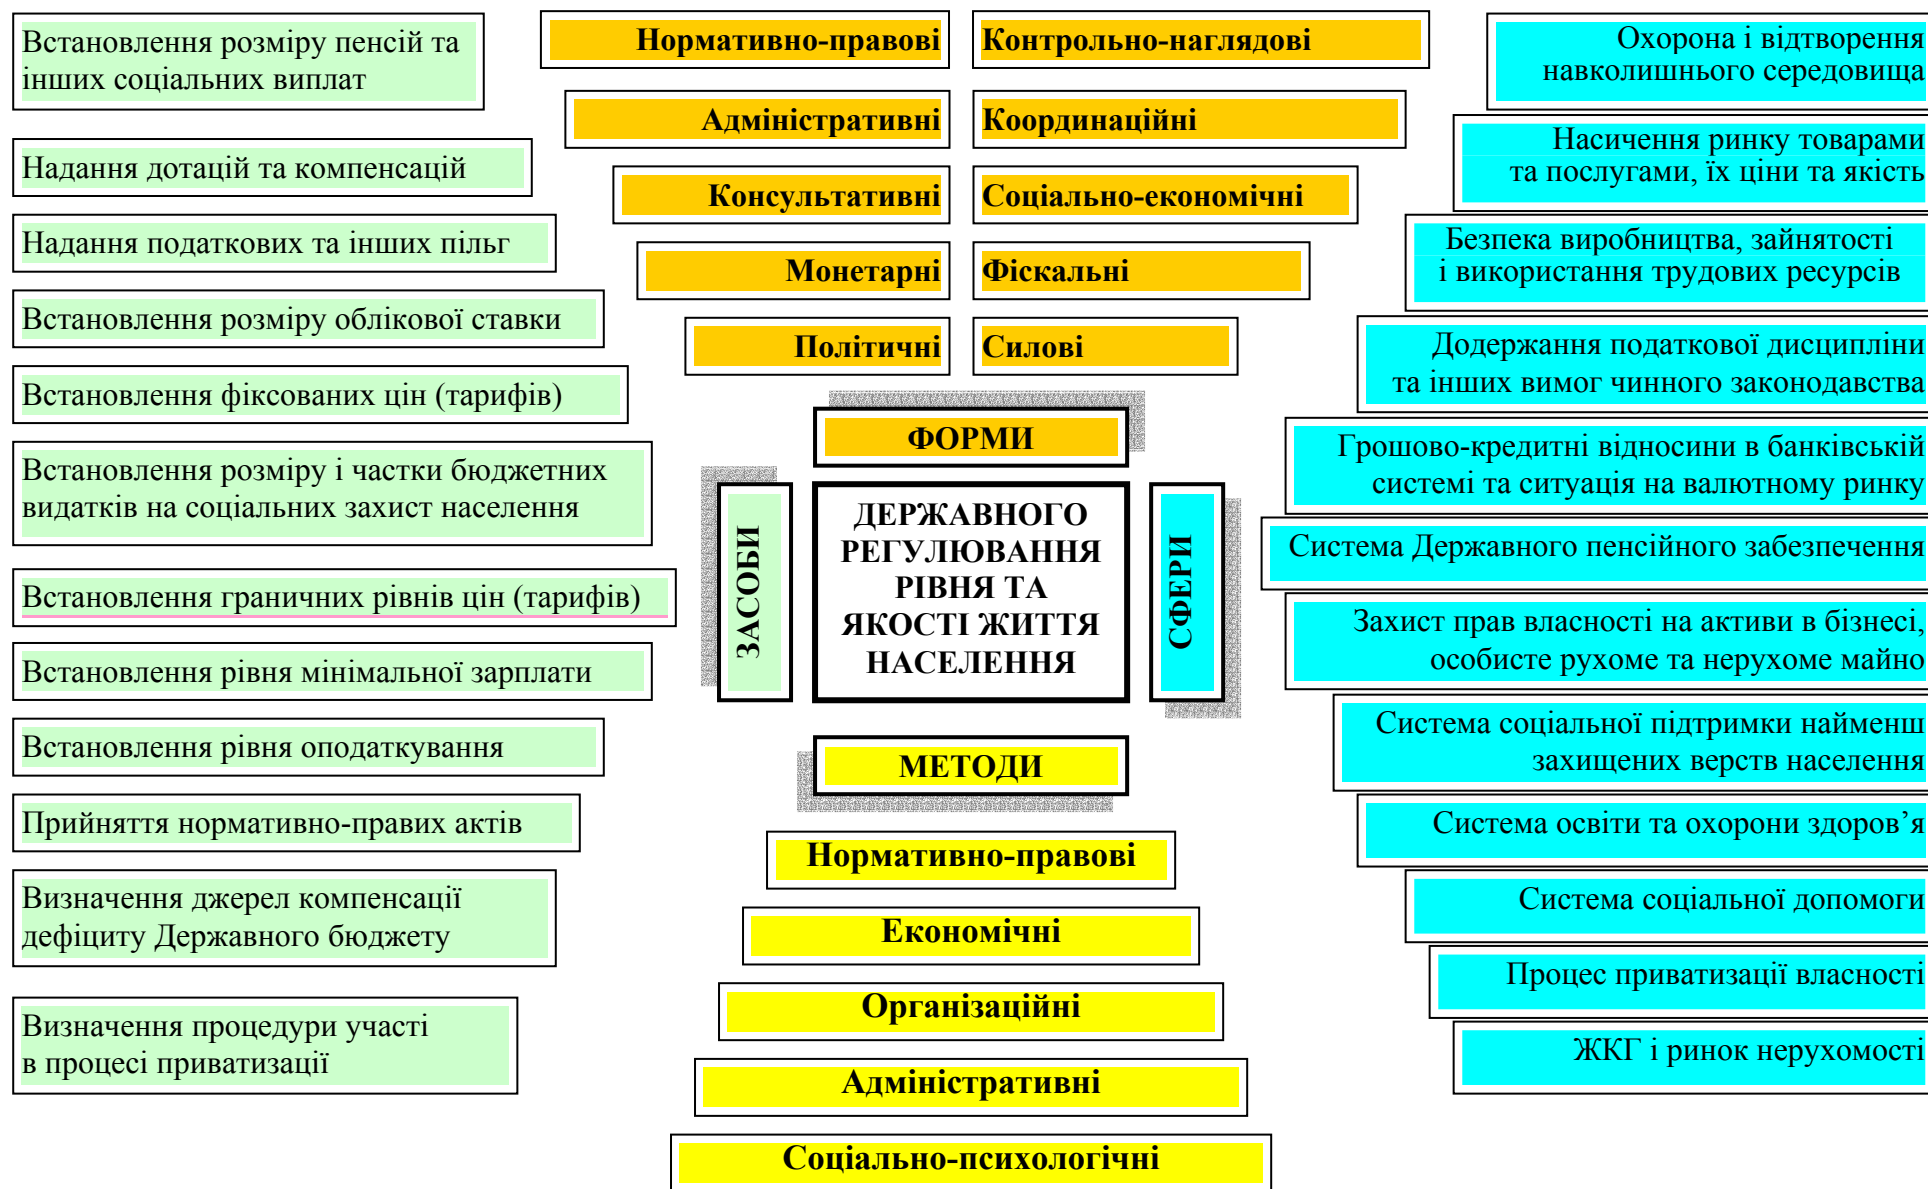 Встановлення розміру пенсій та
інших соціальних виплат
Надання дотацій та компенсацій
Надання податкових та інших пільг
Встановлення розміру облікової ставки
Встановлення фіксованих цін (тарифів)
Встановлення розміру і частки бюджетних
видатків на соціальних захист населення
Встановлення граничних рівнів цін (тарифів)
Встановлення рівня мінімальної зарплати
Встановлення рівня оподаткування
Прийняття нормативно-правих актів
Визначення джерел компенсації
дефіциту Державного бюджету
Визначення процедури участі
в процесі приватизації
Нормативно-правові
Контрольно-наглядові
Адміністративні
Координаційні
Консультативні
Соціально-економічні
Монетарні
Фіскальні
Політичні
Силові
ФОРМИ
ЗАСОБИ
ДЕРЖАВНОГО
РЕГУЛЮВАННЯ
РІВНЯ ТА
ЯКОСТІ ЖИТТЯ
НАСЕЛЕННЯ
СФЕРИ
МЕТОДИ
Нормативно-правові
Економічні
Організаційні
Адміністративні
Соціально-психологічні
Охорона і відтворення
навколишнього середовища
Насичення ринку товарами
та послугами, їх ціни та якість
Безпека виробництва, зайнятості
і використання трудових ресурсів
Додержання податкової дисципліни
та інших вимог чинного законодавства
Грошово-кредитні відносини в банківській
системі та ситуація на валютному ринку
Система Державного пенсійного забезпечення
Захист прав власності на активи в бізнесі,
особисте рухоме та нерухоме майно
Система соціальної підтримки найменш
захищених верств населення
Система освіти та охорони здоров’я
Система соціальної допомоги
Процес приватизації власності
ЖКГ і ринок нерухомості